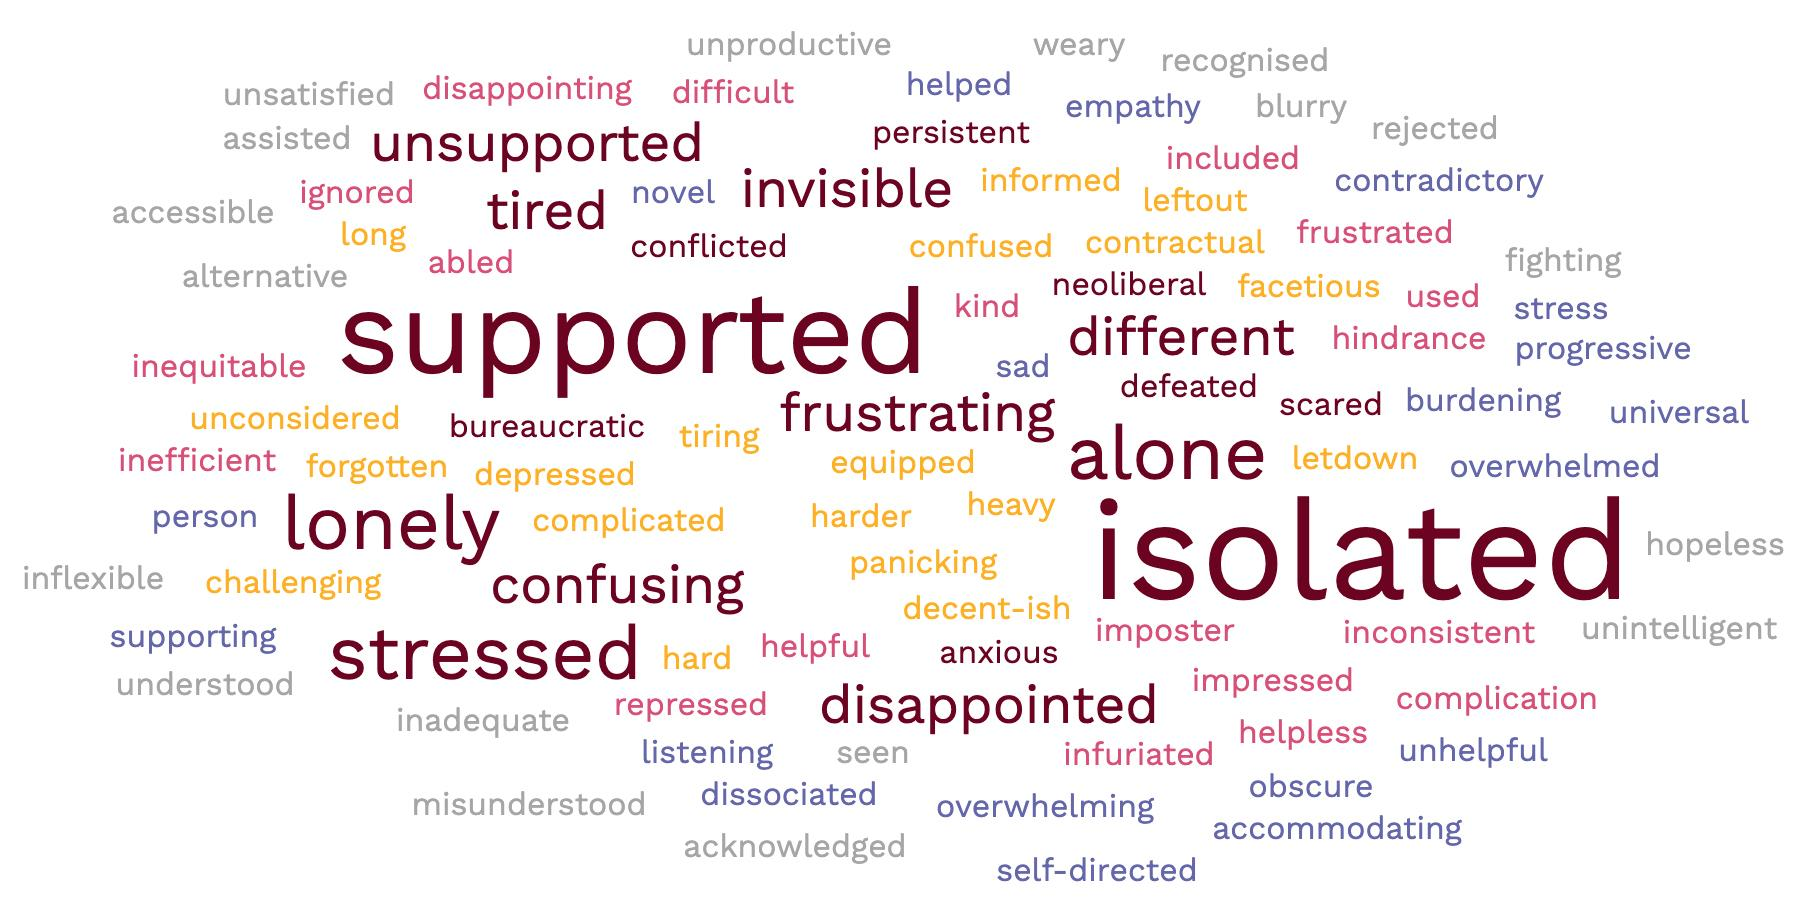 unproductive
weary
recognised
unsatisfied
disappointing
difficult
helped
empathy
blurry
assisted
unsupported
persistent
rejected
ignored
tired
novel
invisible
informed
included
leftout
contradictory
accessible
long
abled
conflicted
confused
contractual
frustrated
alternative
fighting
supported
kind
neoliberal
facetious
used
stress
inequitable
sad
different
hindrance
progressive
unconsidered
bureaucratic
tiring
frustrating
defeated
scared
burdening
universal
inefficient
forgotten
depressed
equipped
alone
letdown
overwhelmed
person
lonely
complicated
harder
heavy
isolated
hopeless
inflexible
challenging
confusing
panicking
decent-ish
supporting
stressed
hard
helpful
anxious
imposter
inconsistent
unintelligent
understood
inadequate
repressed
disappointed
impressed
complication
listening
seen
infuriated
helpless
unhelpful
misunderstood
dissociated
overwhelming
obscure
accommodating
acknowledged
self-directed